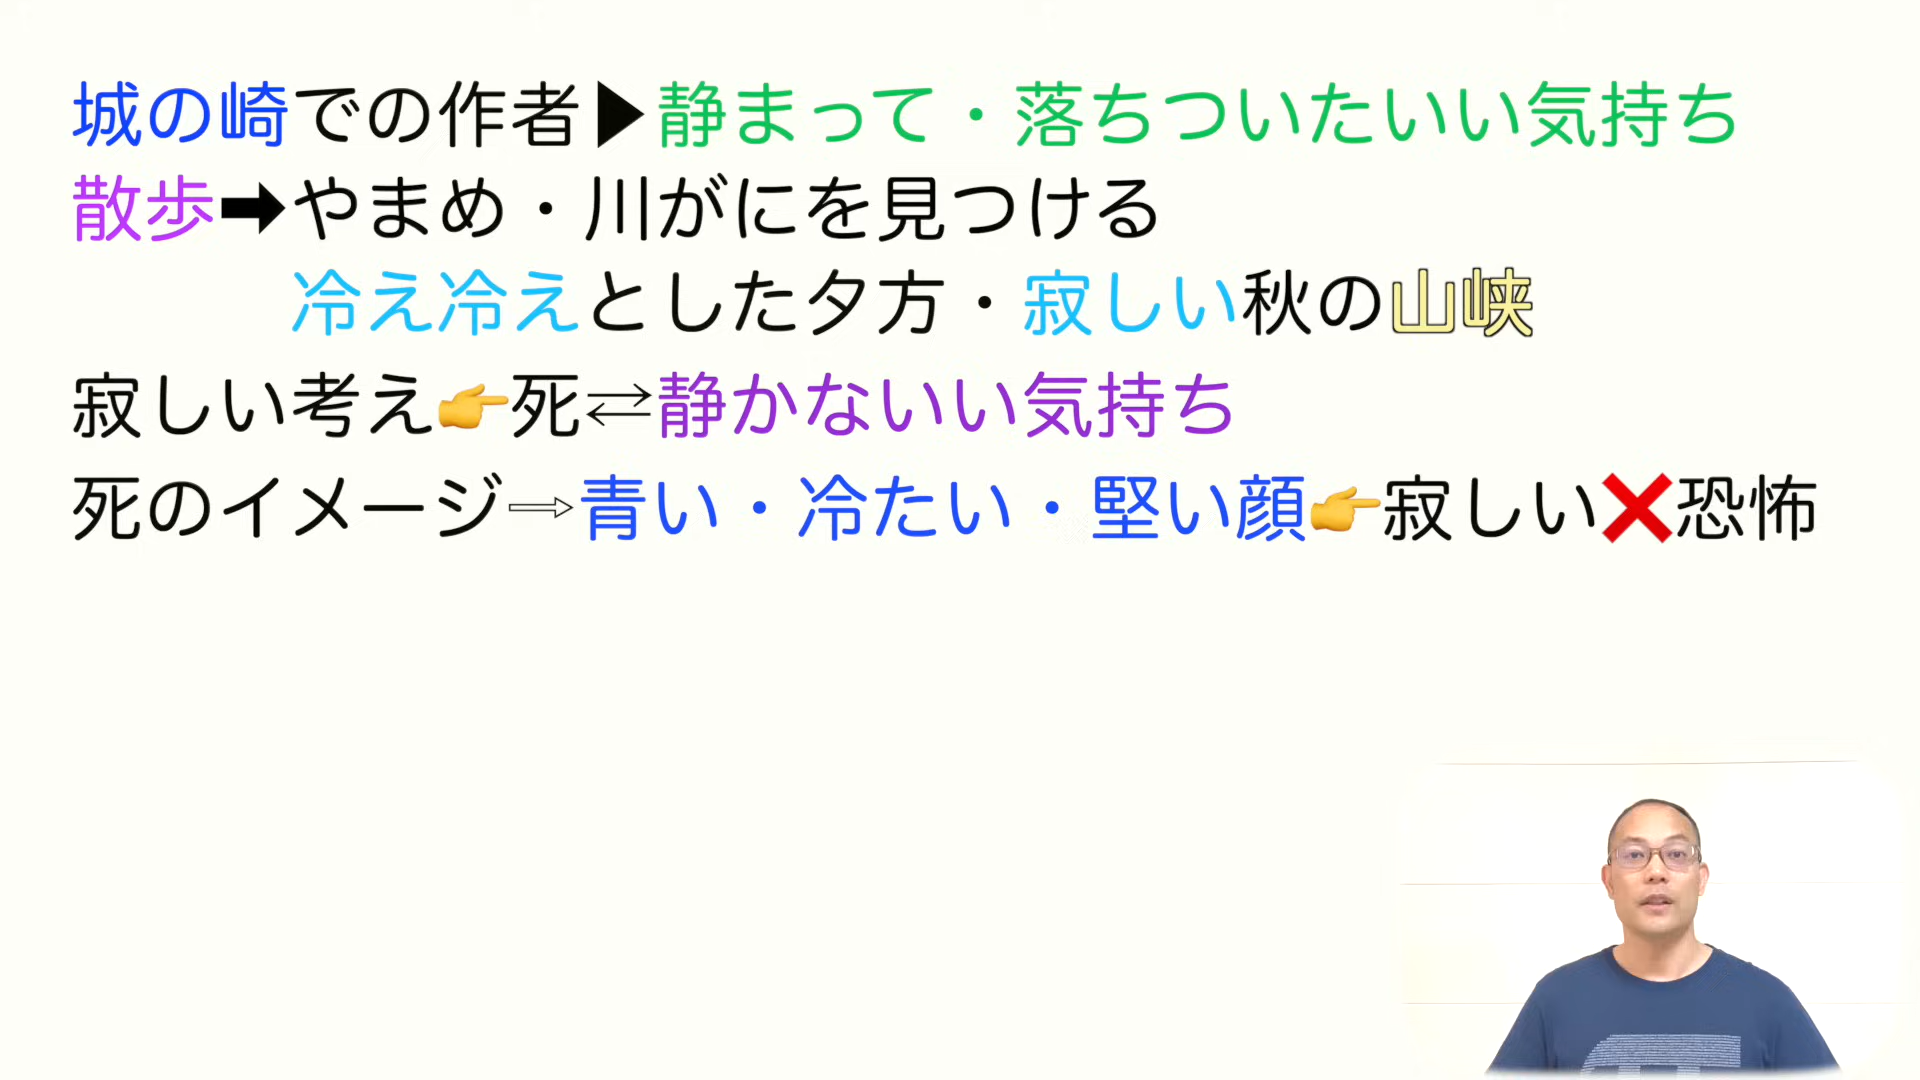 城の崎での作者▶静まって・落ちついたいい気持ち
散歩➡やまめ・川がにを見つける
冷え冷えとした夕方・寂しい秋の山峡
寂しい考え👉死⇄静かないい気持ち
死のイメージ⇨青い・冷たい・堅い顔👉寂しい❌恐怖